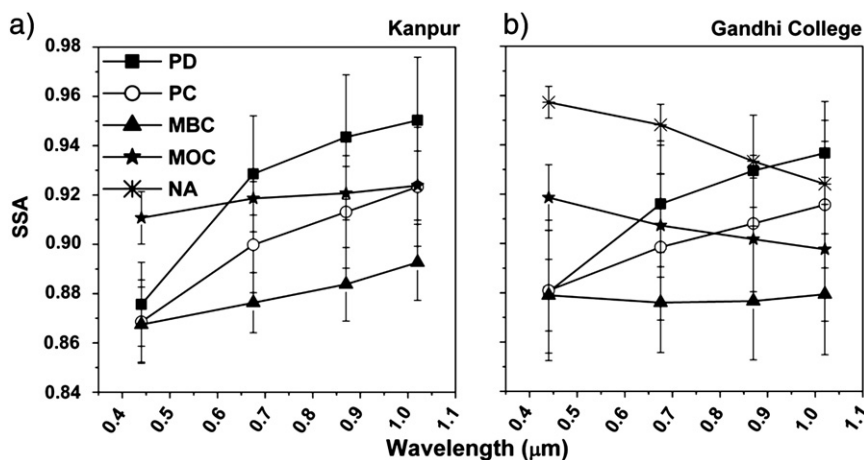 a) Kanpur
b) Gandhi College
SSA
0.98
0.96
0.94
0.92
0.90
0.88
0.86
0.84
PD
PC
MBC
MOC
NA
0.4 0.5 0.6 0.7 0.8 0.9 1.0 1.1
0.4 0.5 0.6 0.7 0.8 0.9 1.0 1.1
Wavelength (μm)